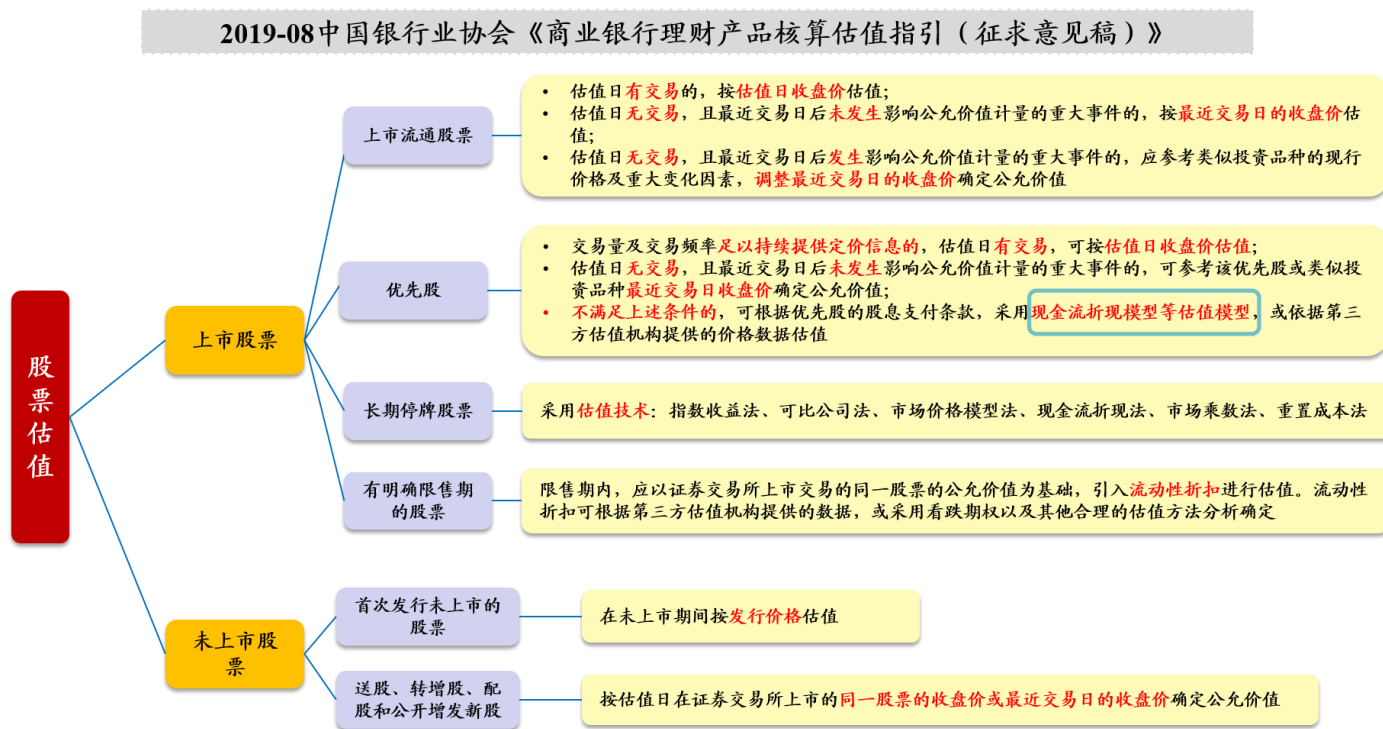 2019-08中国银行业协会《商业银行理财产品核算估值指引（征求意见稿）》
股
票
估
值
上市股票
上市流通股票
• 估值日有交易的，按估值日收盘价估值；
• 估值日无交易，且最近交易日后未发生影响公允价值计量的重大事件的，按最近交易日的收盘价估
值；
• 估值日无交易，且最近交易日后发生影响公允价值计量的重大事件的，应参考类似投资品种的现行
价格及重大变化因素，调整最近交易日的收盘价确定公允价值
优先股
• 交易量及交易频率足以持续提供定价信息的，估值日有交易，可按估值日收盘价估值；
• 估值日无交易，且最近交易日后未发生影响公允价值计量的重大事件的，可参考该优先股或类似投
资品种最近交易日收盘价确定公允价值；
• 不满足上述条件的，可根据优先股的股息支付条款，采用现金流折现模型等估值模型，或依据第三
方估值机构提供的价格数据估值
长期停牌股票
采用估值技术：指数收益法、可比公司法、市场价格模型法、现金流折现法、市场乘数法、重置成本法
有明确限售期
的股票
限售期内，应以证券交易所上市交易的同一股票的公允价值为基础，引入流动性折扣进行估值。流动性
折扣可根据第三方估值机构提供的数据，或采用看跌期权以及其他合理的估值方法分析确定
未上市股
票
首次发行未上市的
股票
在未上市期间按发行价格估值
送股、转增股、配
股和公开增发新股
按估值日在证券交易所上市的同一股票的收盘价或最近交易日的收盘价确定公允价值